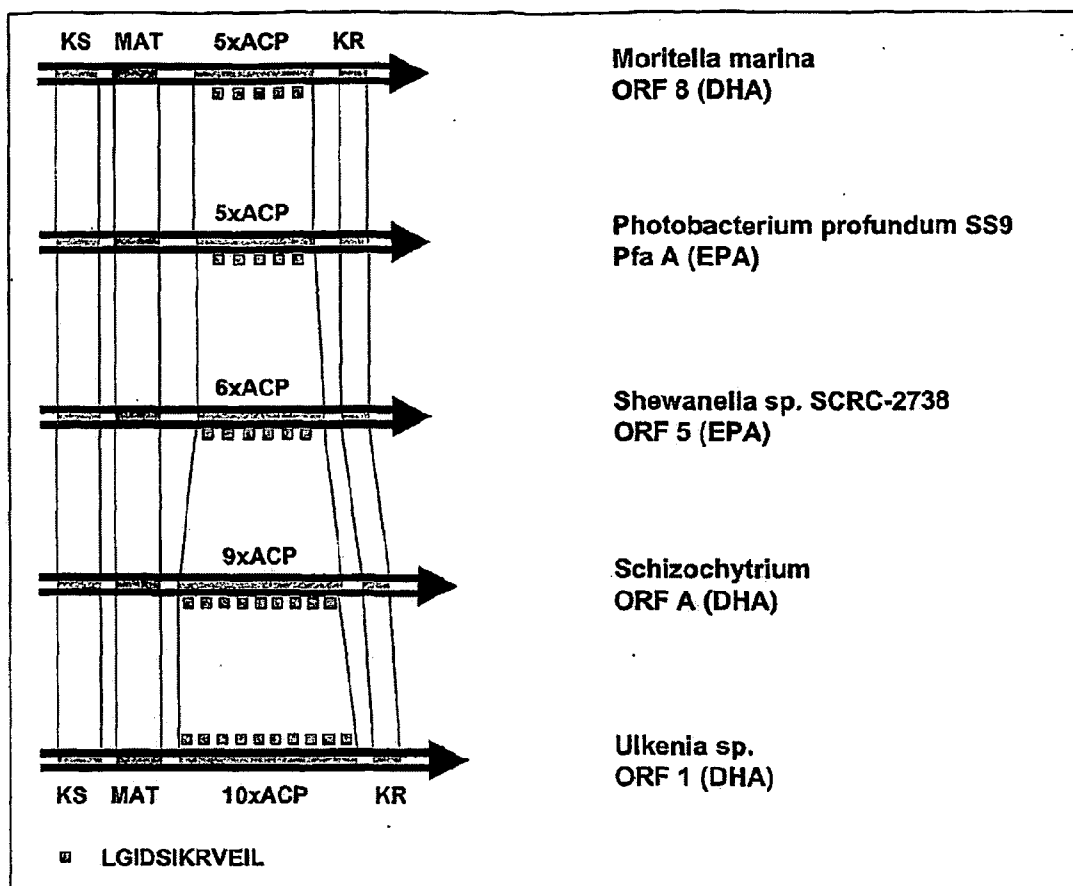 KS MAT 5xACP KR
Moritella marina
ORF 8 (DHA)
5xACP
Photobacterium profundum SS9
Pfa A (EPA)
6xACP
Shewanella sp. SCRC-2738
ORF 5 (EPA)
9xACP
Schizochytrium
ORF A (DHA)
Ulkenia sp.
ORF 1 (DHA)
KS MAT 10xACP KR
LGIDSIKRVEIL